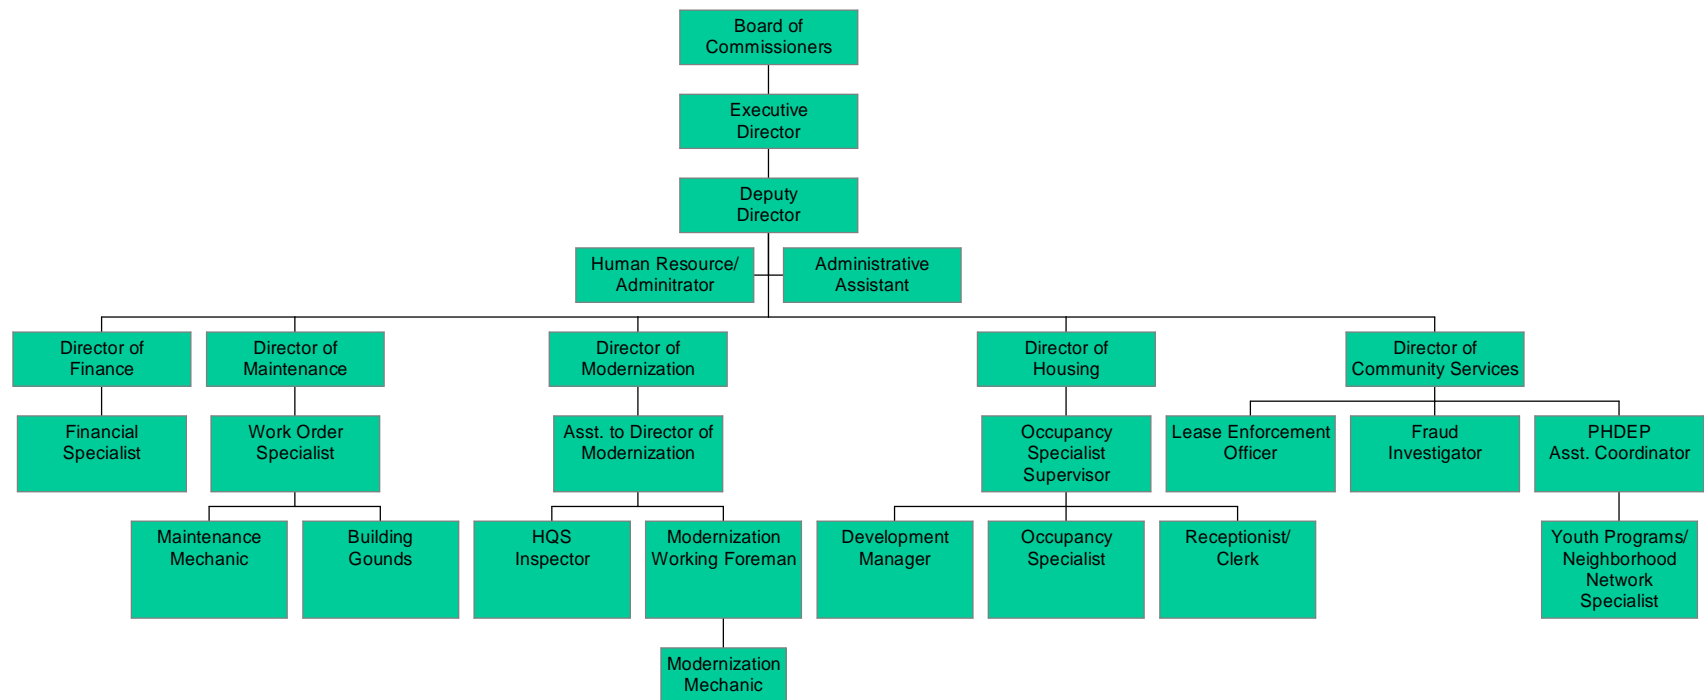 Board of
Commissioners
Executive
Director
Deputy
Director
Human Resource/
Adminitrator
Administrative
Assistant
Director of
Finance
Director of
Maintenance
Director of
Modernization
Director of
Housing
Director of
Community Services
Financial
Specialist
Work Order
Specialist
Asst. to Director of
Modernization
Occupancy
Specialist
Supervisor
Lease Enforcement
Officer
Fraud
Investigator
PHDEP
Asst. Coordinator
Maintenance
Mechanic
Building
Gounds
HQS
Inspector
Modernization
Working Foreman
Development
Manager
Occupancy
Specialist
Receptionist/
Clerk
Youth Programs/
Neighborhood
Network
Specialist
Modernization
Mechanic